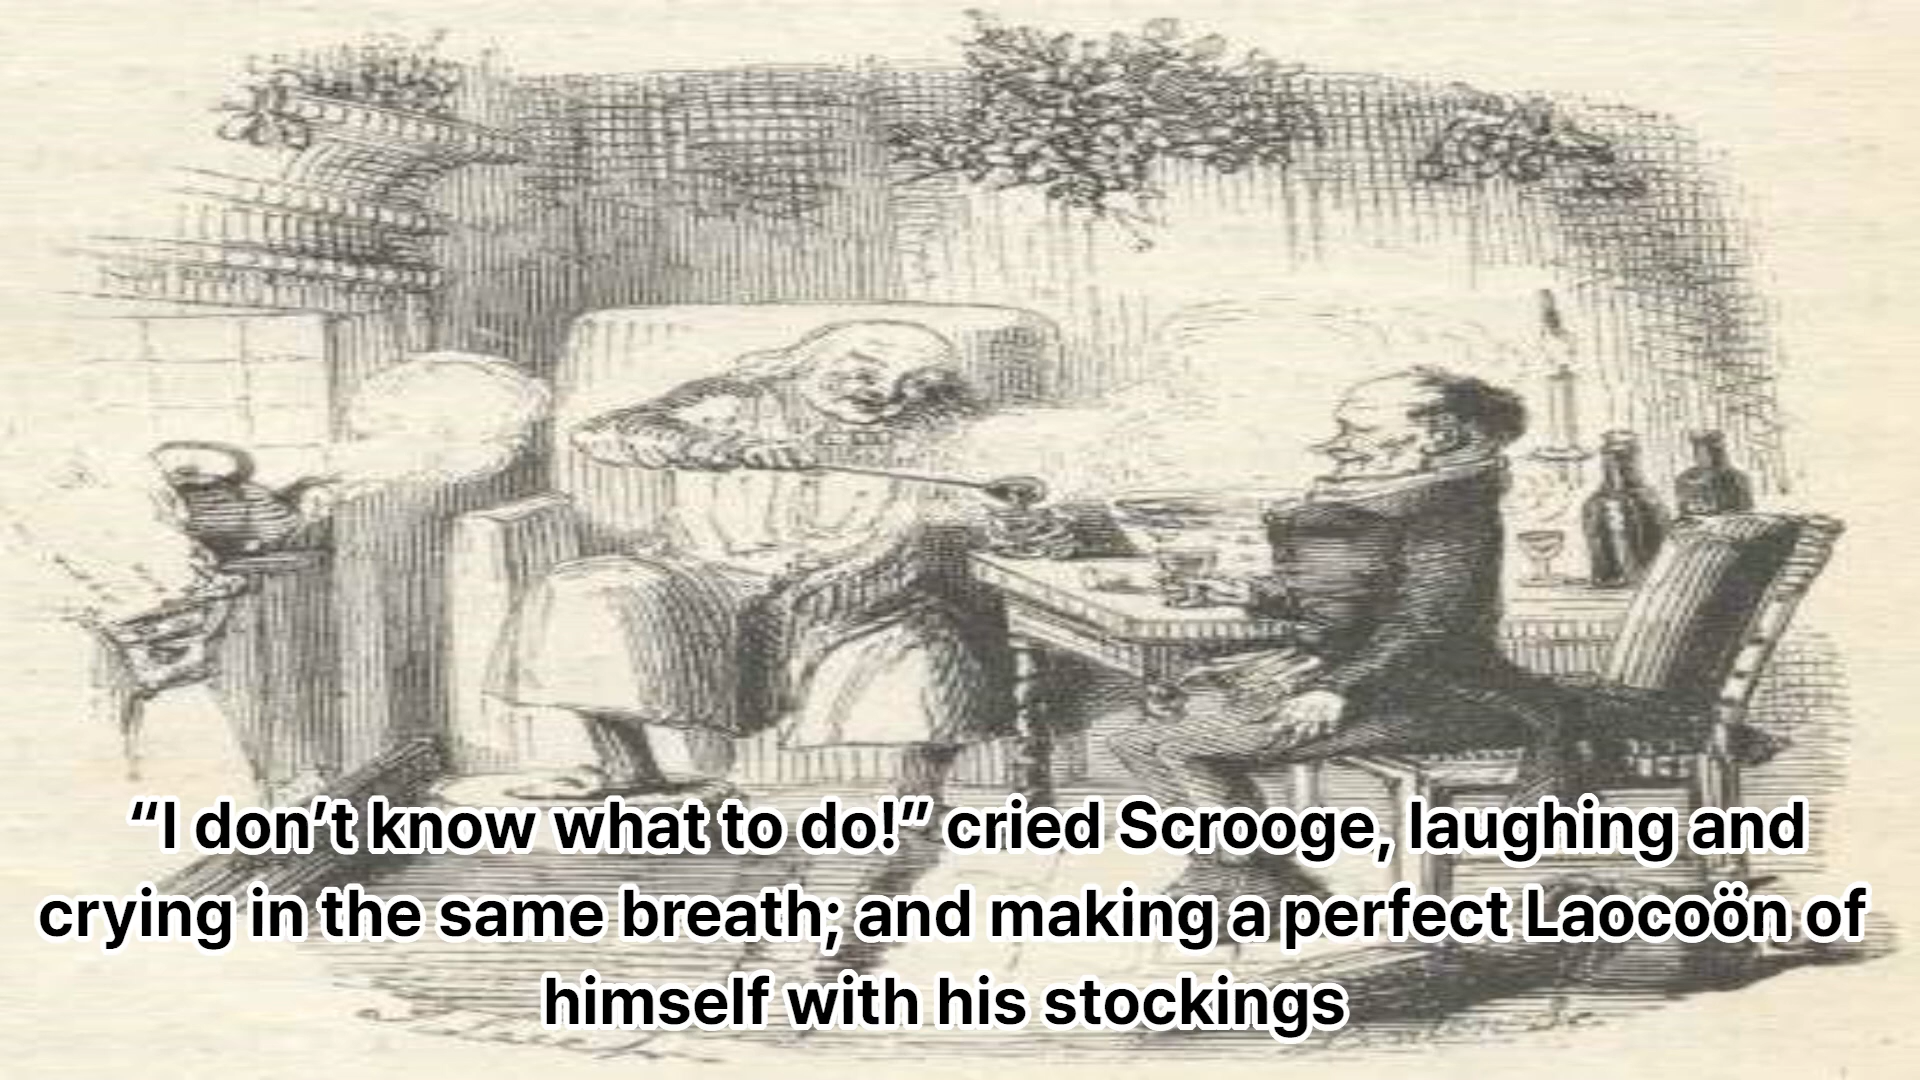 “I don’t know what to do!” cried Scrooge, laughing and
crying in the same breath; and making a perfect Laocoön of
himself with his stockings